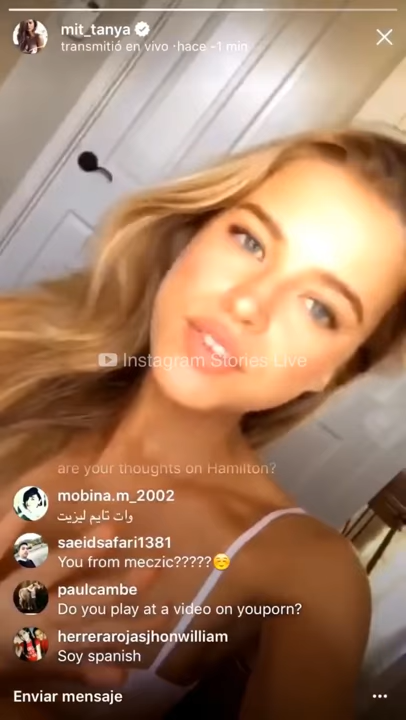 mit_tanya
transmitió en vivo · hace -1 min
Instagram Stories Live
are your thoughts on Hamilton?
mobina.m_2002
وات تایم لیزیت
saeidsafari1381
You from meczic?????☺️
paulcambe
Do you play at a video on youporn?
herrerarojasjhonwilliam
Soy spanish
Enviar mensaje